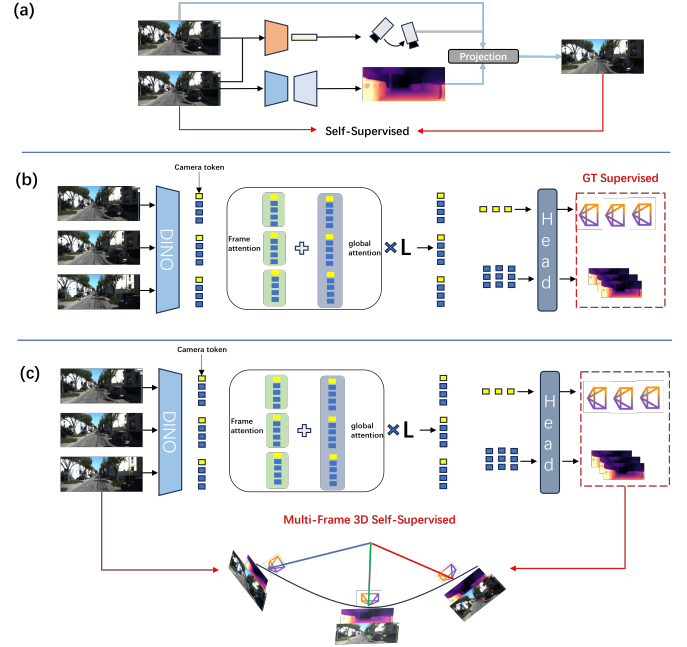 (a)
Projection
Self-Supervised
(b)
GT Supervised
Camera token
DINO
Frame
attention
global
attention
L
Head
(c)
Camera token
DINO
Frame
attention
global
attention
L
Head
Multi-Frame 3D Self-Supervised